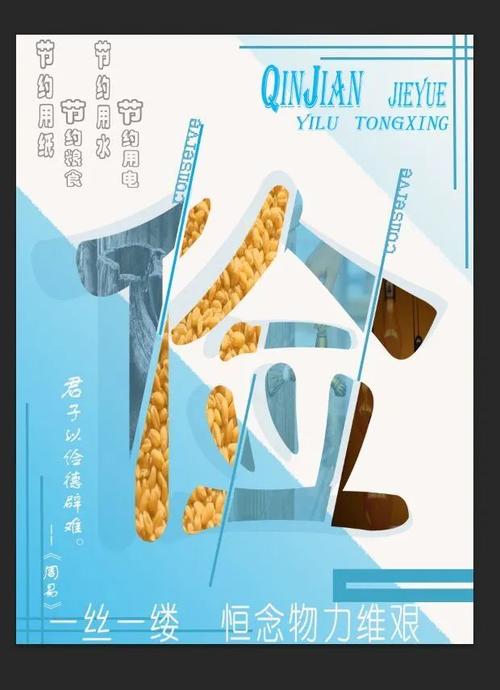 节约用纸
节约粮食
节约用水
节约用电
QINJIAN JIEYUE
YILU TONGXING
conserve
conserve
俭
君子以俭德辟难。
——《周易》
一丝一缕 恒念物力维艰